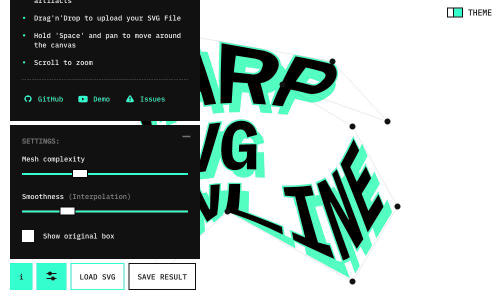 artifacts
• Drag'n'Drop to upload your SVG File
• Hold 'Space' and pan to move around
the canvas
• Scroll to zoom
GitHub
Demo
Issues
SETTINGS:
Mesh complexity
Smoothness (Interpolation)
Show original box
i
LOAD SVG
SAVE RESULT
THEME
ARP
VG
INE